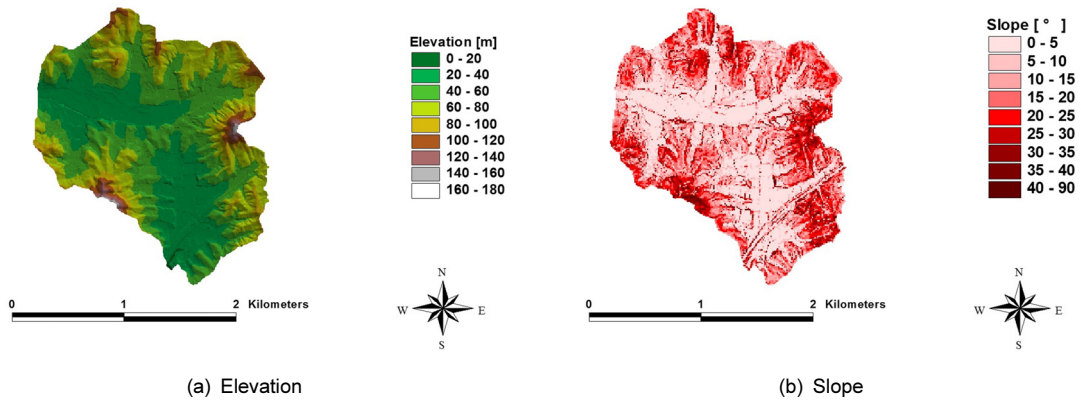 Elevation [m]
0 - 20
20 - 40
40 - 60
60 - 80
80 - 100
100 - 120
120 - 140
140 - 160
160 - 180
N
W E
S
0 1 2 Kilometers
(a) Elevation
Slope [ ° ]
0 - 5
5 - 10
10 - 15
15 - 20
20 - 25
25 - 30
30 - 35
35 - 40
40 - 90
N
W E
S
0 1 2 Kilometers
(b) Slope